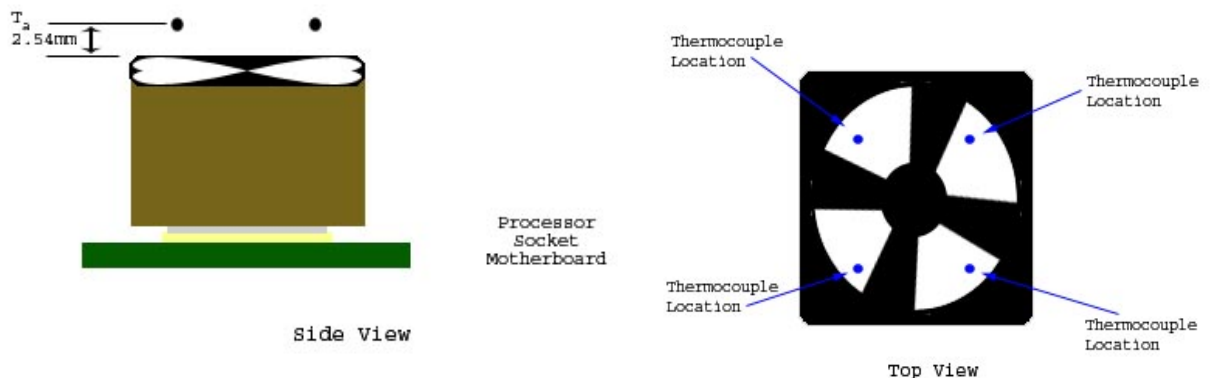 Ta
2.54mm
Processor
Socket
Motherboard
Side View
Thermocouple
Location
Thermocouple
Location
Thermocouple
Location
Thermocouple
Location
Top View